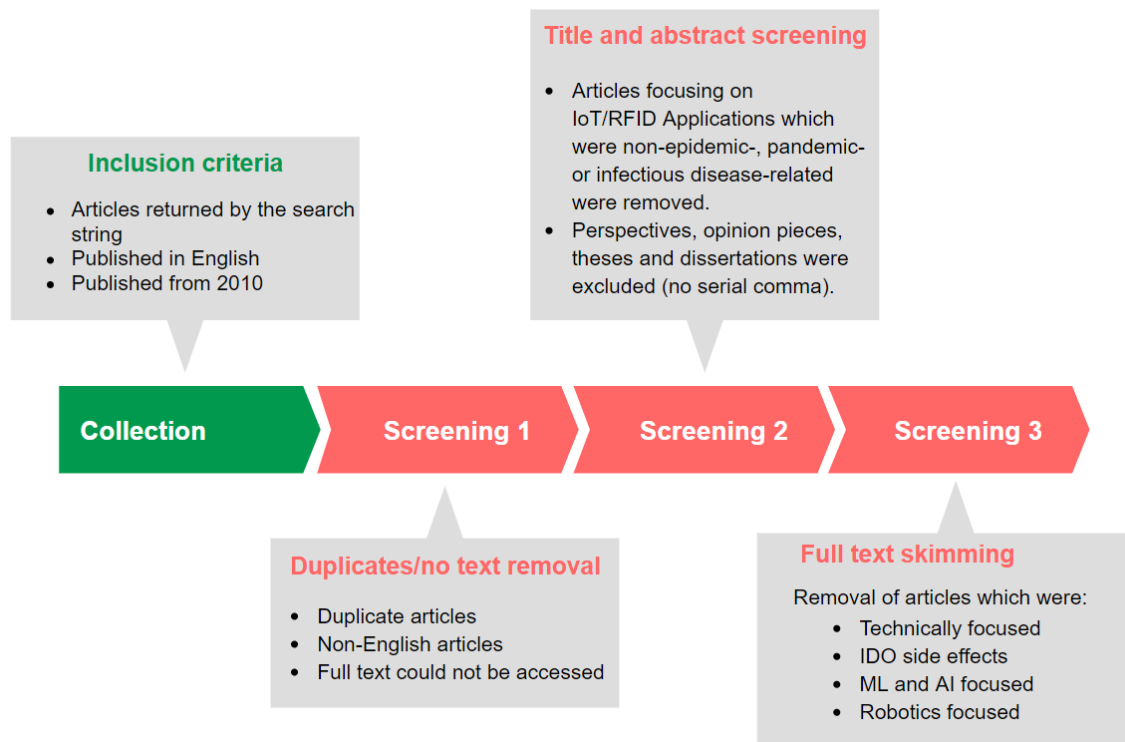 Title and abstract screening
• Articles focusing on
IoT/RFID Applications which
were non-epidemic-, pandemic-
or infectious disease-related
were removed.
• Perspectives, opinion pieces,
theses and dissertations were
excluded (no serial comma).
Inclusion criteria
• Articles returned by the search
string
• Published in English
• Published from 2010
Collection
Screening 1
Screening 2
Screening 3
Duplicates/no text removal
• Duplicate articles
• Non-English articles
• Full text could not be accessed
Full text skimming
Removal of articles which were:
• Technically focused
• IDO side effects
• ML and AI focused
• Robotics focused